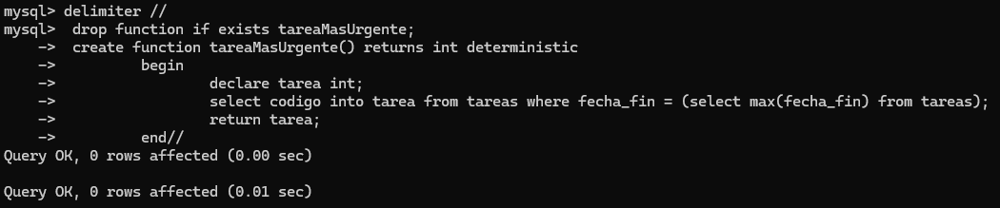 mysql> delimiter //
mysql>  drop function if exists tareaMasUrgente;
    ->  create function tareaMasUrgente() returns int deterministic
    ->          begin
    ->                  declare tarea int;
    ->                  select codigo into tarea from tareas where fecha_fin = (select max(fecha_fin) from tareas);
    ->                  return tarea;
    ->          end//
Query OK, 0 rows affected (0.00 sec)

Query OK, 0 rows affected (0.01 sec)